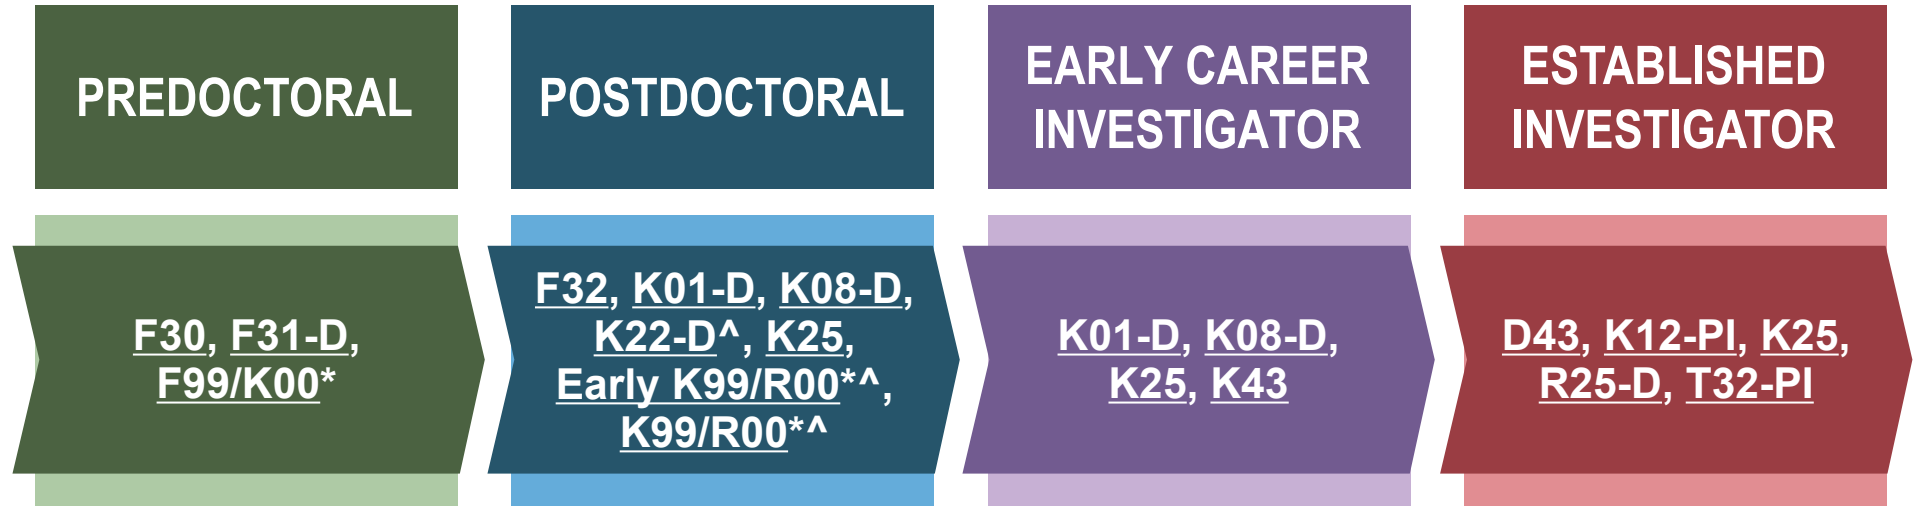 PREDOCTORAL
POSTDOCTORAL
EARLY CAREER
INVESTIGATOR
ESTABLISHED
INVESTIGATOR
F30, F31-D,
F99/K00*
F32, K01-D, K08-D,
K22-D^, K25,
Early K99/R00*^,
K99/R00*^
K01-D, K08-D,
K25, K43
D43, K12-PI, K25,
R25-D, T32-PI